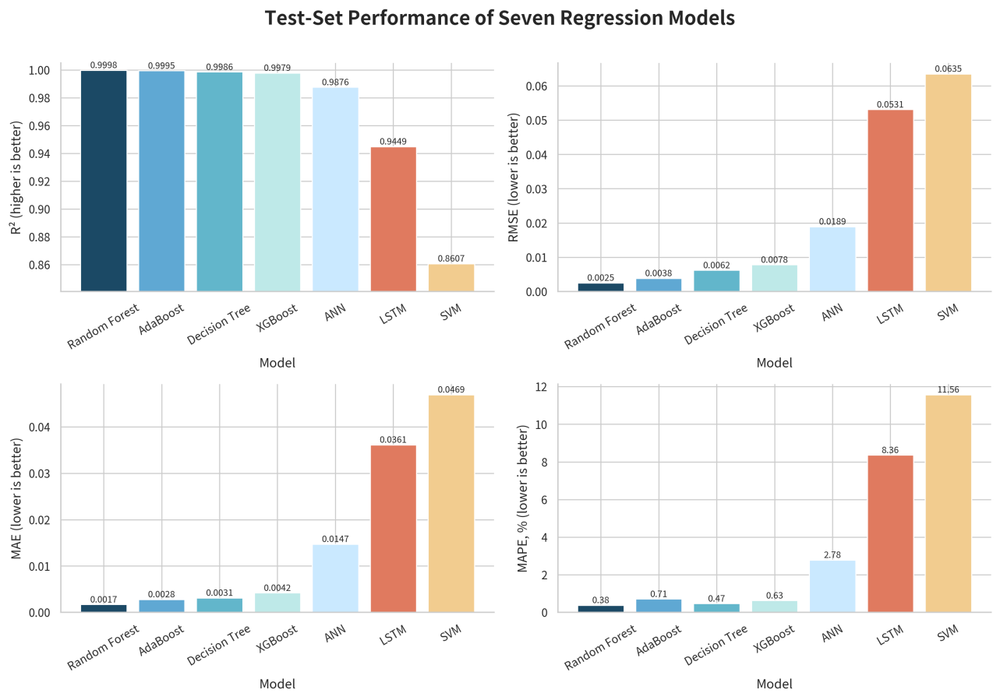 Test-Set Performance of Seven Regression Models
R² (higher is better)
1.00
0.98
0.96
0.94
0.92
0.90
0.88
0.86
0.9998
0.9995
0.9986
0.9979
0.9876
0.9449
0.8607
Random Forest
AdaBoost
Decision Tree
XGBoost
ANN
LSTM
SVM
Model
RMSE (lower is better)
0.06
0.05
0.04
0.03
0.02
0.01
0.00
0.0025
0.0038
0.0062
0.0078
0.0189
0.0531
0.0635
Random Forest
AdaBoost
Decision Tree
XGBoost
ANN
LSTM
SVM
Model
MAE (lower is better)
0.04
0.03
0.02
0.01
0.00
0.0017
0.0028
0.0031
0.0042
0.0147
0.0361
0.0469
Random Forest
AdaBoost
Decision Tree
XGBoost
ANN
LSTM
SVM
Model
MAPE, % (lower is better)
12
10
8
6
4
2
0
0.38
0.71
0.47
0.63
2.78
8.36
11.56
Random Forest
AdaBoost
Decision Tree
XGBoost
ANN
LSTM
SVM
Model